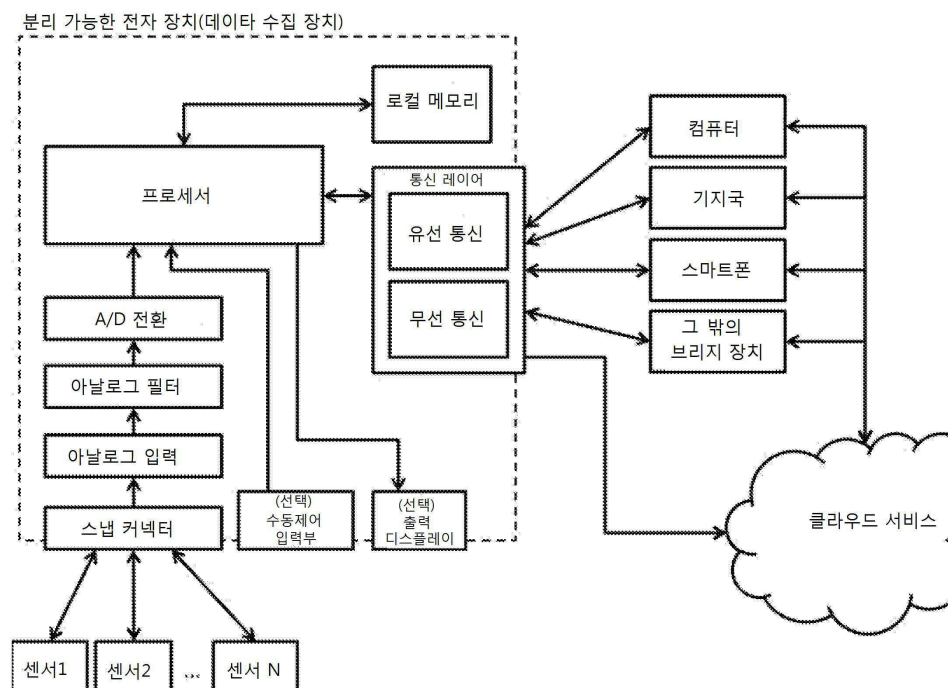 분리 가능한 전자 장치(데이타 수집 장치)
로컬 메모리
프로세서
통신 레이어
유선 통신
무선 통신
컴퓨터
기지국
스마트폰
그 밖의
브리지 장치
A/D 전환
아날로그 필터
아날로그 입력
스냅 커넥터
(선택)
수동제어
입력부
(선택)
출력
디스플레이
클라우드 서비스
센서1
센서2
...
센서 N